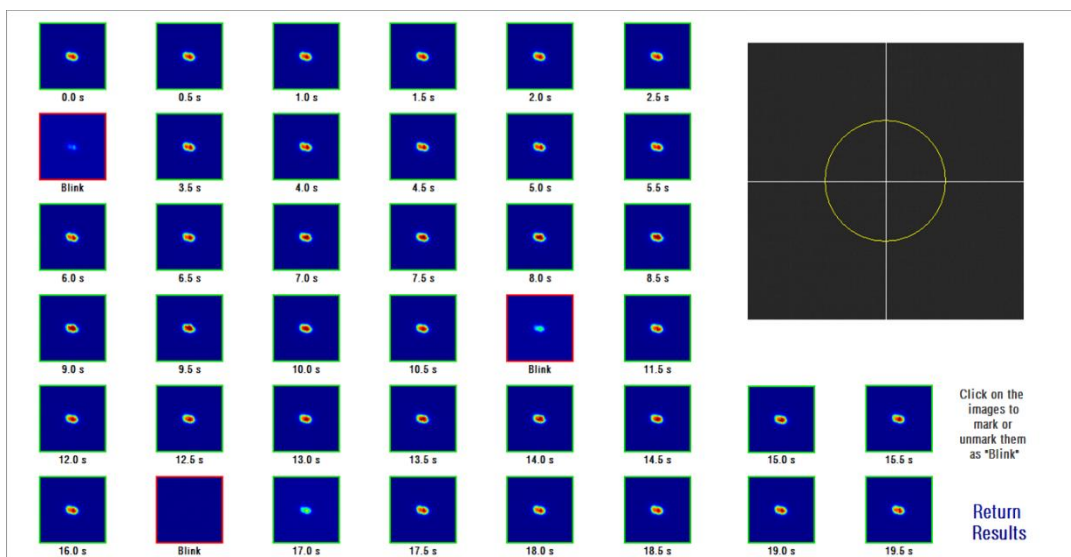 0.0 s 0.5 s 1.0 s 1.5 s 2.0 s 2.5 s
Blink 3.5 s 4.0 s 4.5 s 5.0 s 5.5 s
6.0 s 6.5 s 7.0 s 7.5 s 8.0 s 8.5 s
9.0 s 9.5 s 10.0 s 10.5 s Blink 11.5 s
12.0 s 12.5 s 13.0 s 13.5 s 14.0 s 14.5 s 15.0 s 15.5 s
Click on the
images to
mark or
unmark them
as "Blink"
16.0 s Blink 17.0 s 17.5 s 18.0 s 18.5 s 19.0 s 19.5 s
Return
Results